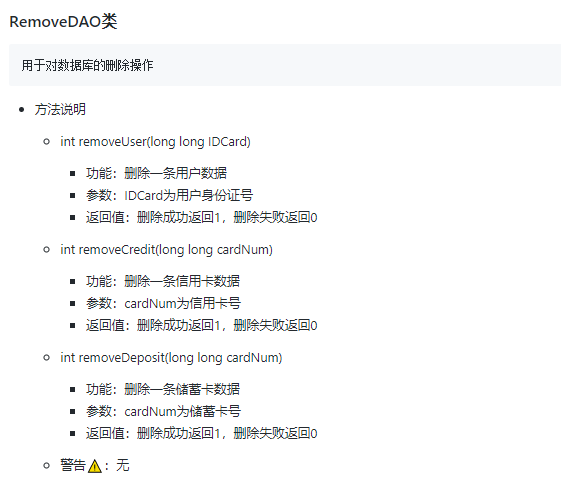 RemoveDAO类
用于对数据库的删除操作
方法说明
int removeUser(long long IDCard)
功能：删除一条用户数据
参数：IDCard为用户身份证号
返回值：删除成功返回1，删除失败返回0
int removeCredit(long long cardNum)
功能：删除一条信用卡数据
参数：cardNum为信用卡号
返回值：删除成功返回1，删除失败返回0
int removeDeposit(long long cardNum)
功能：删除一条储蓄卡数据
参数：cardNum为储蓄卡号
返回值：删除成功返回1，删除失败返回0
警告⚠：无